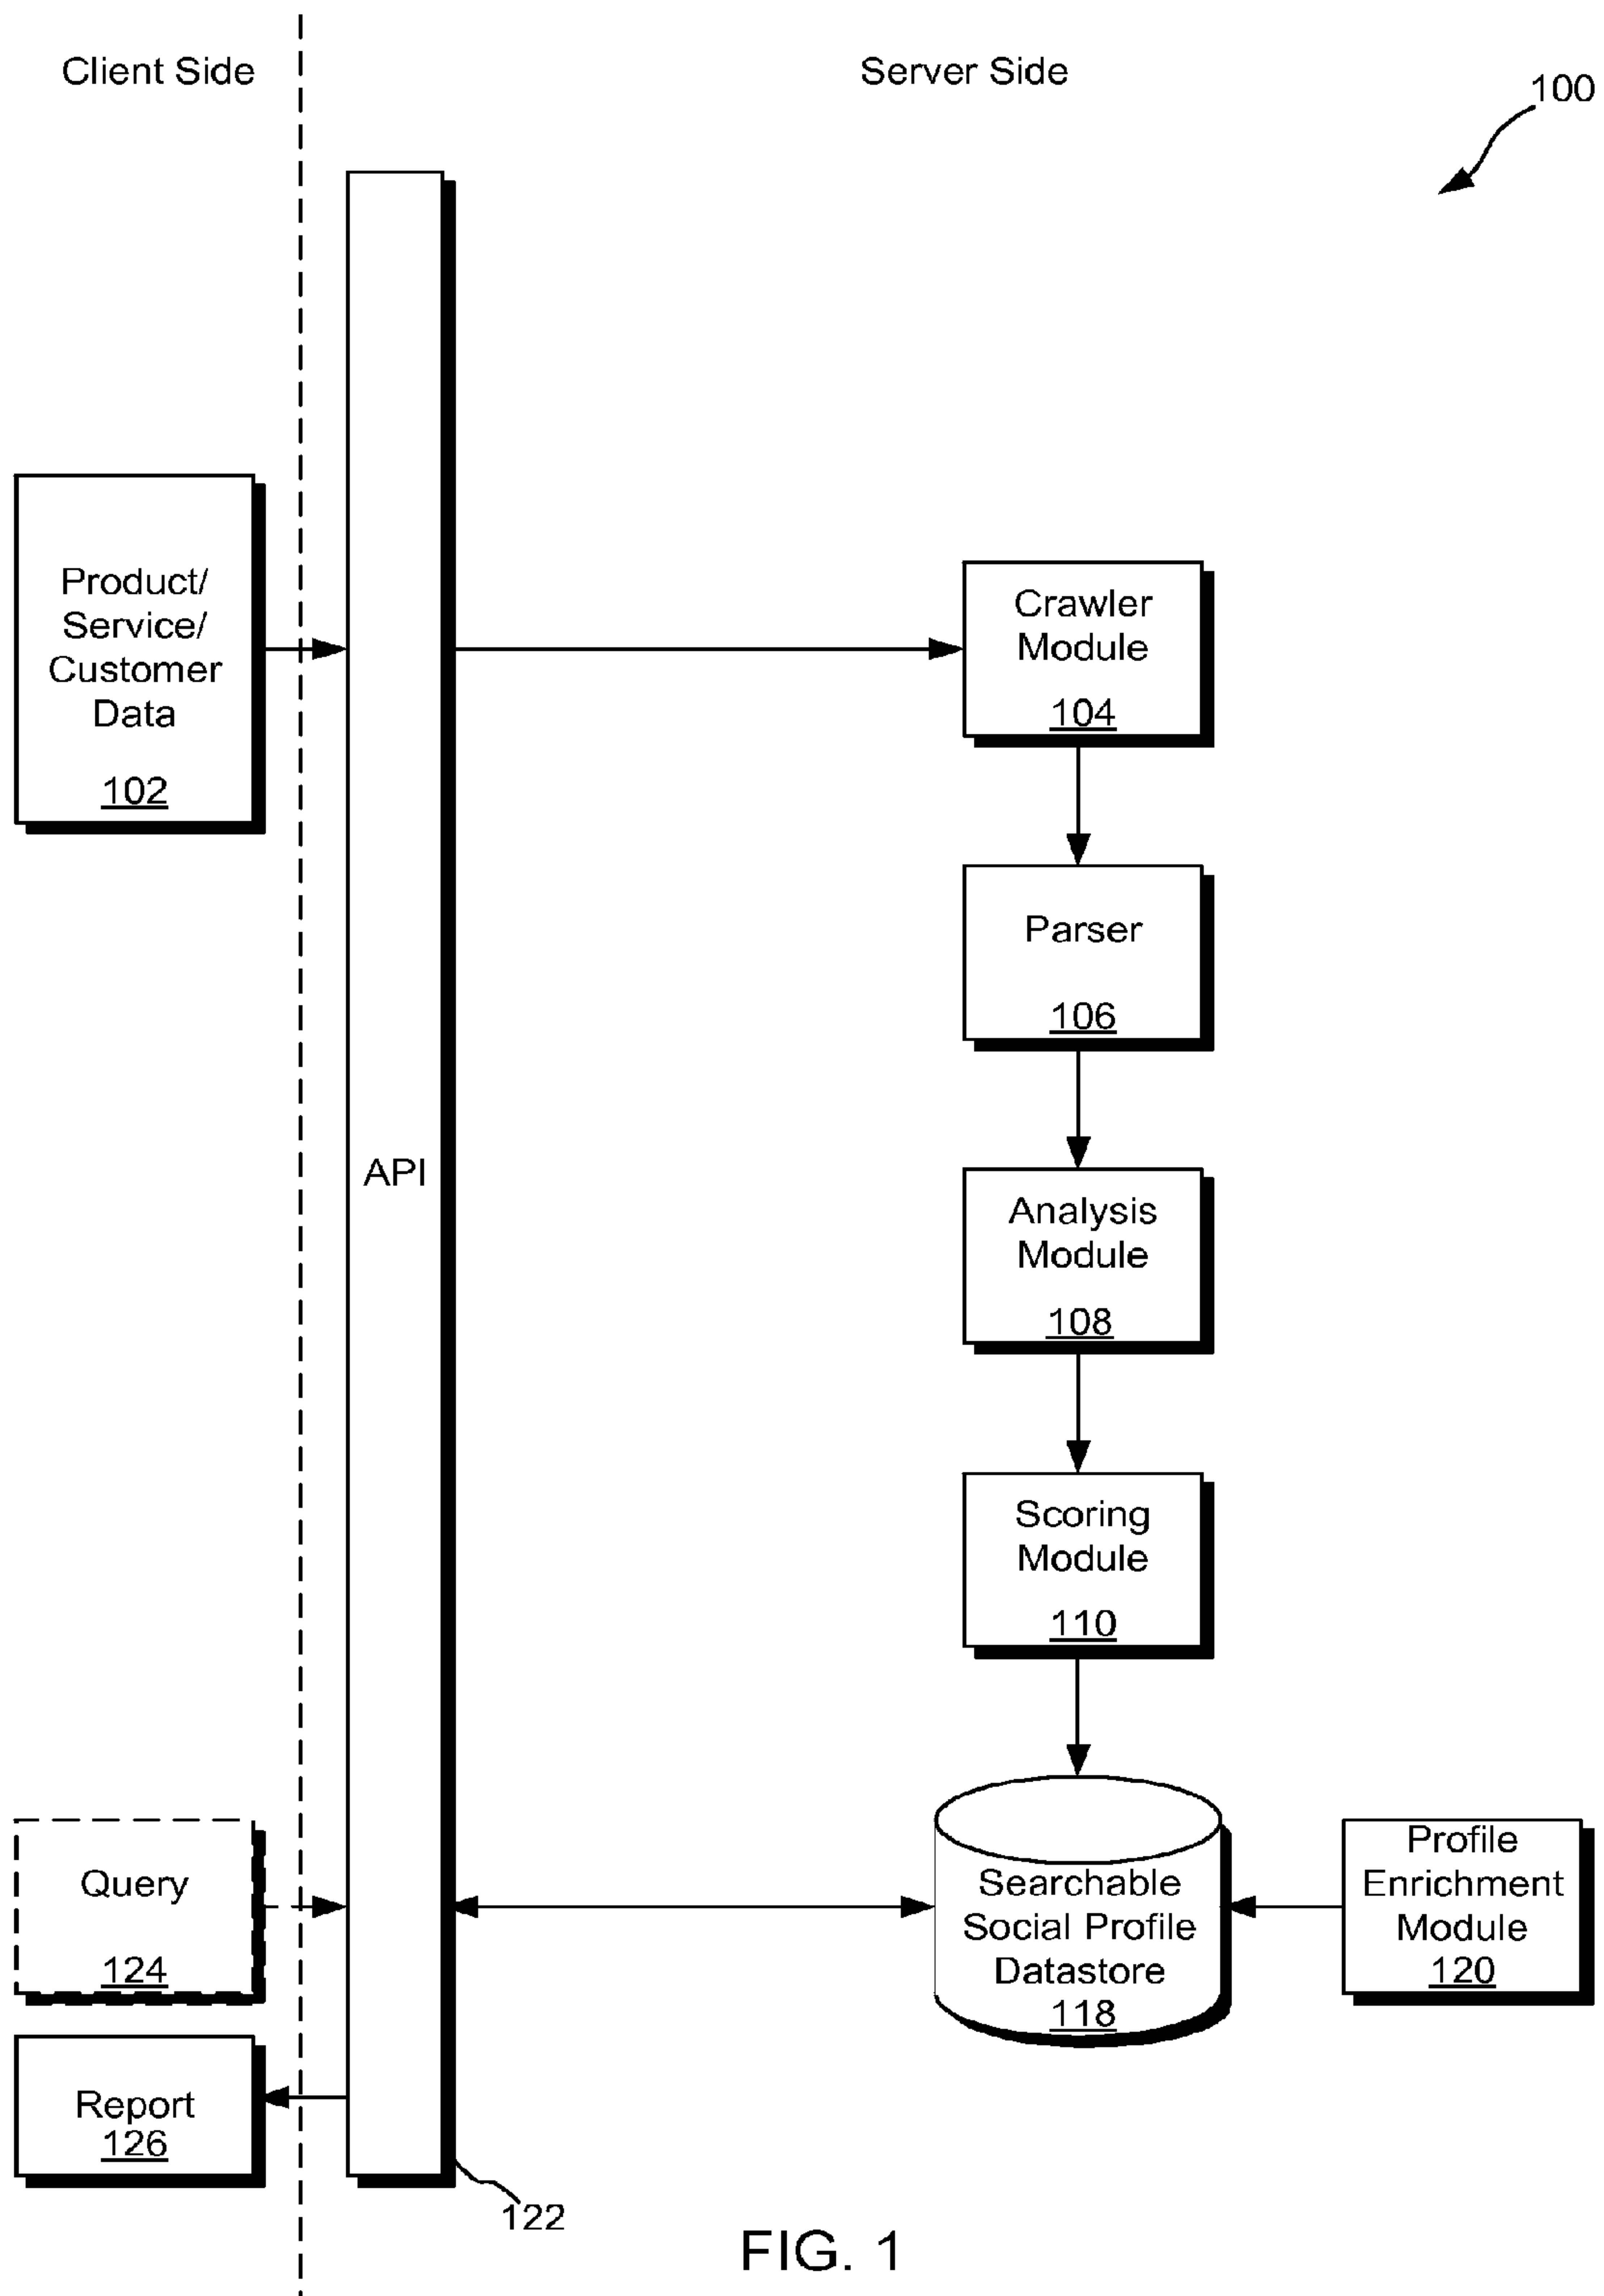 Client Side
Server Side
100
Product/
Service/
Customer
Data
102
Crawler
Module
104
Parser
106
API
Analysis
Module
108
Scoring
Module
110
Query
124
Searchable
Social Profile
Datastore
118
Profile
Enrichment
Module
120
Report
126
122
FIG. 1